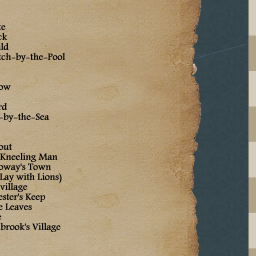 te
ck
ld
tch-by-the-Pool
ow
rd
-by-the-Sea
out
Kneeling Man
oway's Town
Lay with Lions)
village
ester's Keep
e Leaves
e
brook's Village